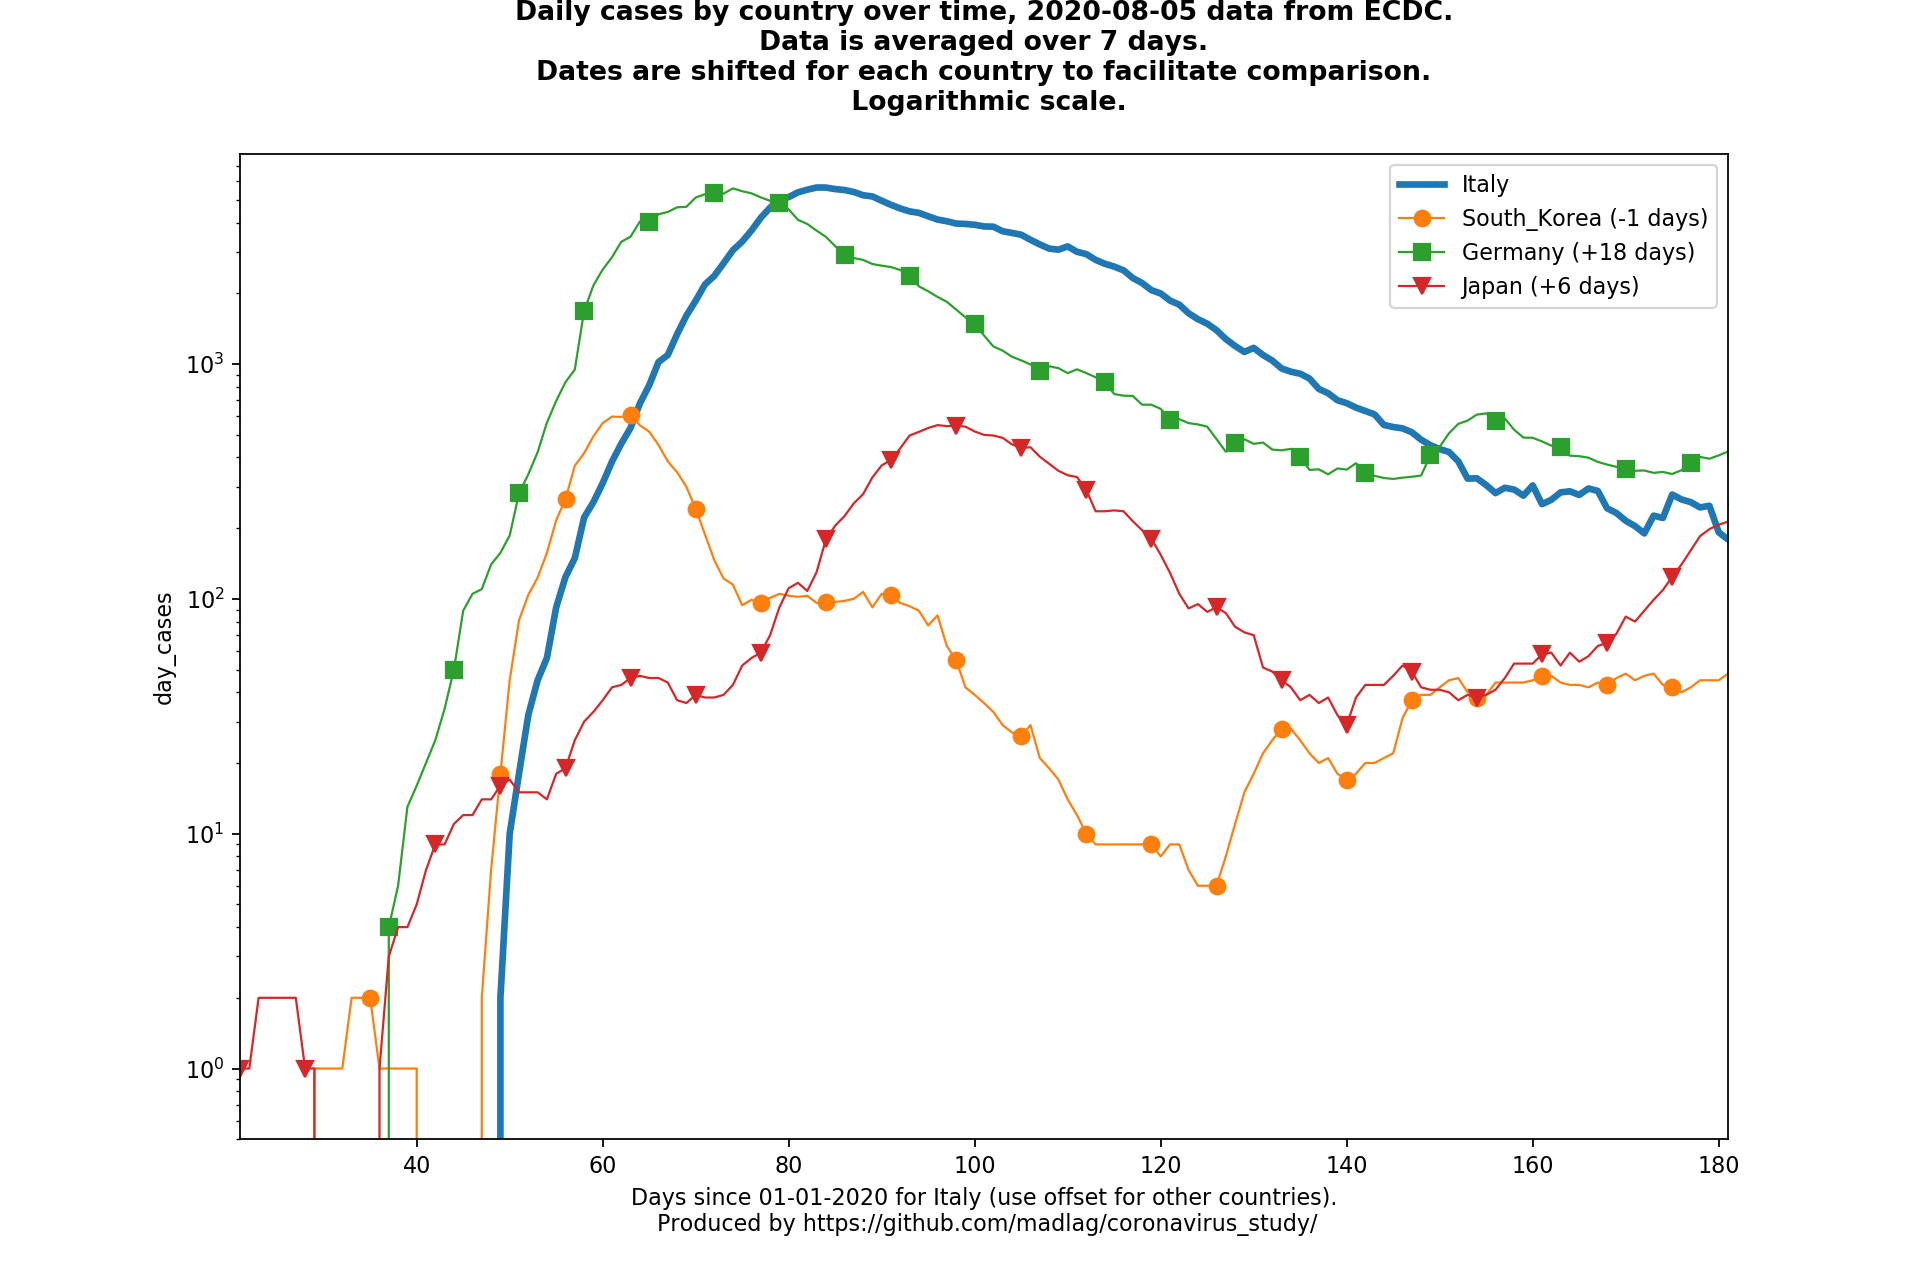 Daily cases by country over time, 2020-08-05 data from ECDC.
Data is averaged over 7 days.
Dates are shifted for each country to facilitate comparison.
Logarithmic scale.
Italy
South_Korea (-1 days)
Germany (+18 days)
Japan (+6 days)
day_cases
10³
10²
10¹
10⁰
40 60 80 100 120 140 160 180
Days since 01-01-2020 for Italy (use offset for other countries).
Produced by https://github.com/madlag/coronavirus_study/